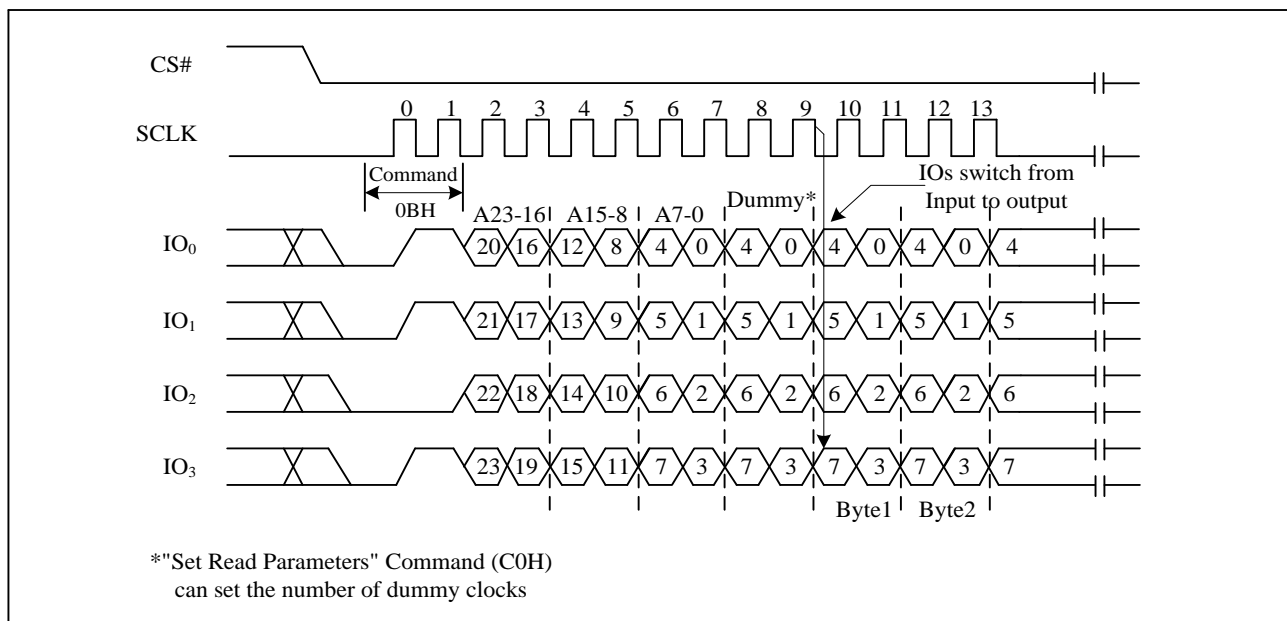 CS#
0 1 2 3 4 5 6 7 8 9 10 11 12 13
SCLK
Command
0BH
IOs switch from
Input to output
Dummy*
A23-16 A15-8 A7-0
IO0 20 16 12 8 4 0 4 0 4 0 4 0 4
IO1 21 17 13 9 5 1 5 1 5 1 5 1 5
IO2 22 18 14 10 6 2 6 2 6 2 6 2 6
IO3 23 19 15 11 7 3 7 3 7 3 7 3 7
Byte1 Byte2
*"Set Read Parameters" Command (C0H)
can set the number of dummy clocks